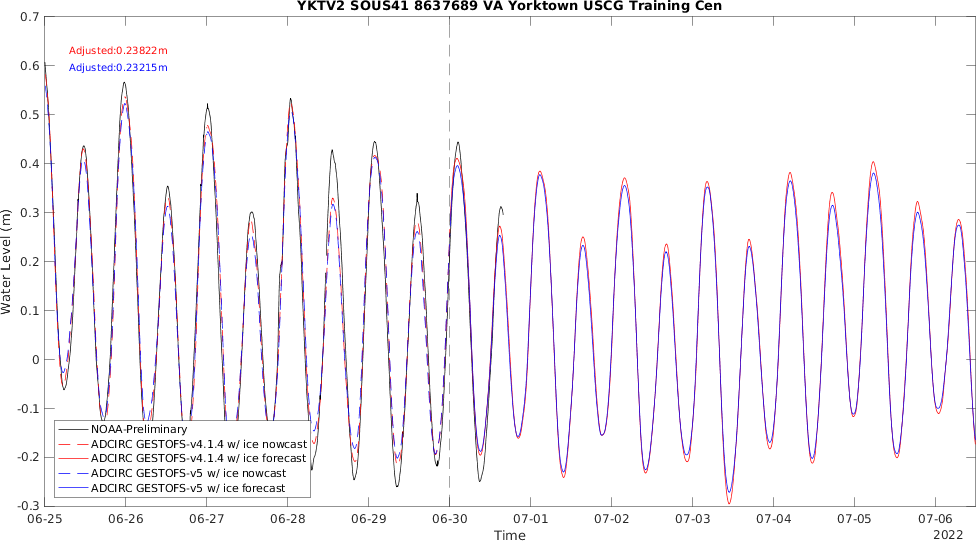 YKTV2 SOUS41 8637689 VA Yorktown USCG Training Cen
Adjusted:0.23822m
Adjusted:0.23215m
Water Level (m)
0.7
0.6
0.5
0.4
0.3
0.2
0.1
0
-0.1
-0.2
-0.3
NOAA-Preliminary
ADCIRC GESTOFS-v4.1.4 w/ ice nowcast
ADCIRC GESTOFS-v4.1.4 w/ ice forecast
ADCIRC GESTOFS-v5 w/ ice nowcast
ADCIRC GESTOFS-v5 w/ ice forecast
06-25 06-26 06-27 06-28 06-29 06-30 07-01 07-02 07-03 07-04 07-05 07-06
Time
2022